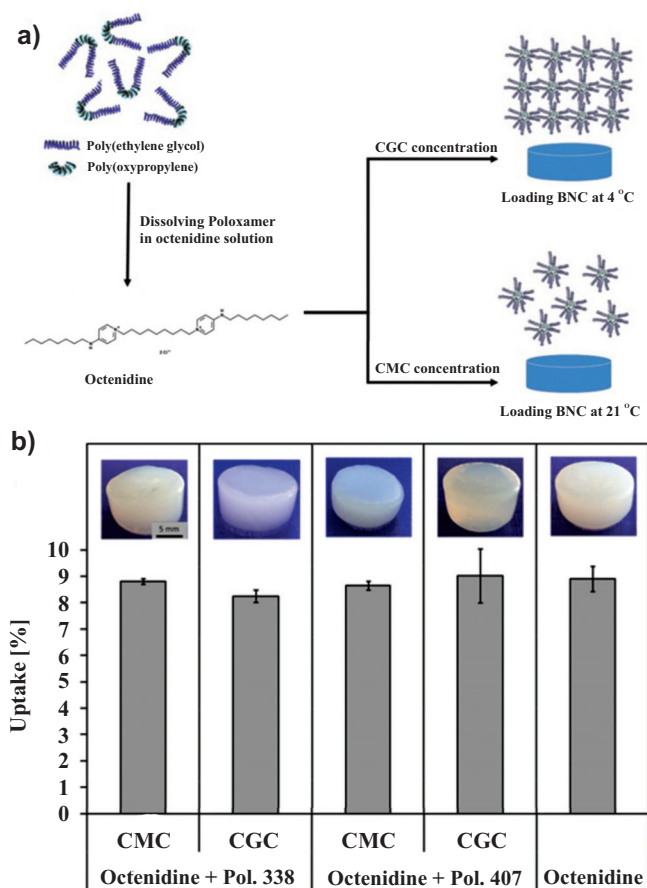 a)
Poly(ethylene glycol)
Poly(oxypropylene)
Dissolving Poloxamer
in octenidine solution
Octenidine
CGC concentration
Loading BNC at 4 °C
CMC concentration
Loading BNC at 21 °C
b)
5 mm
Uptake [%]
10
9
8
7
6
5
4
3
2
1
0
CMC
CGC
CMC
CGC
Octenidine + Pol. 338
Octenidine + Pol. 407
Octenidine